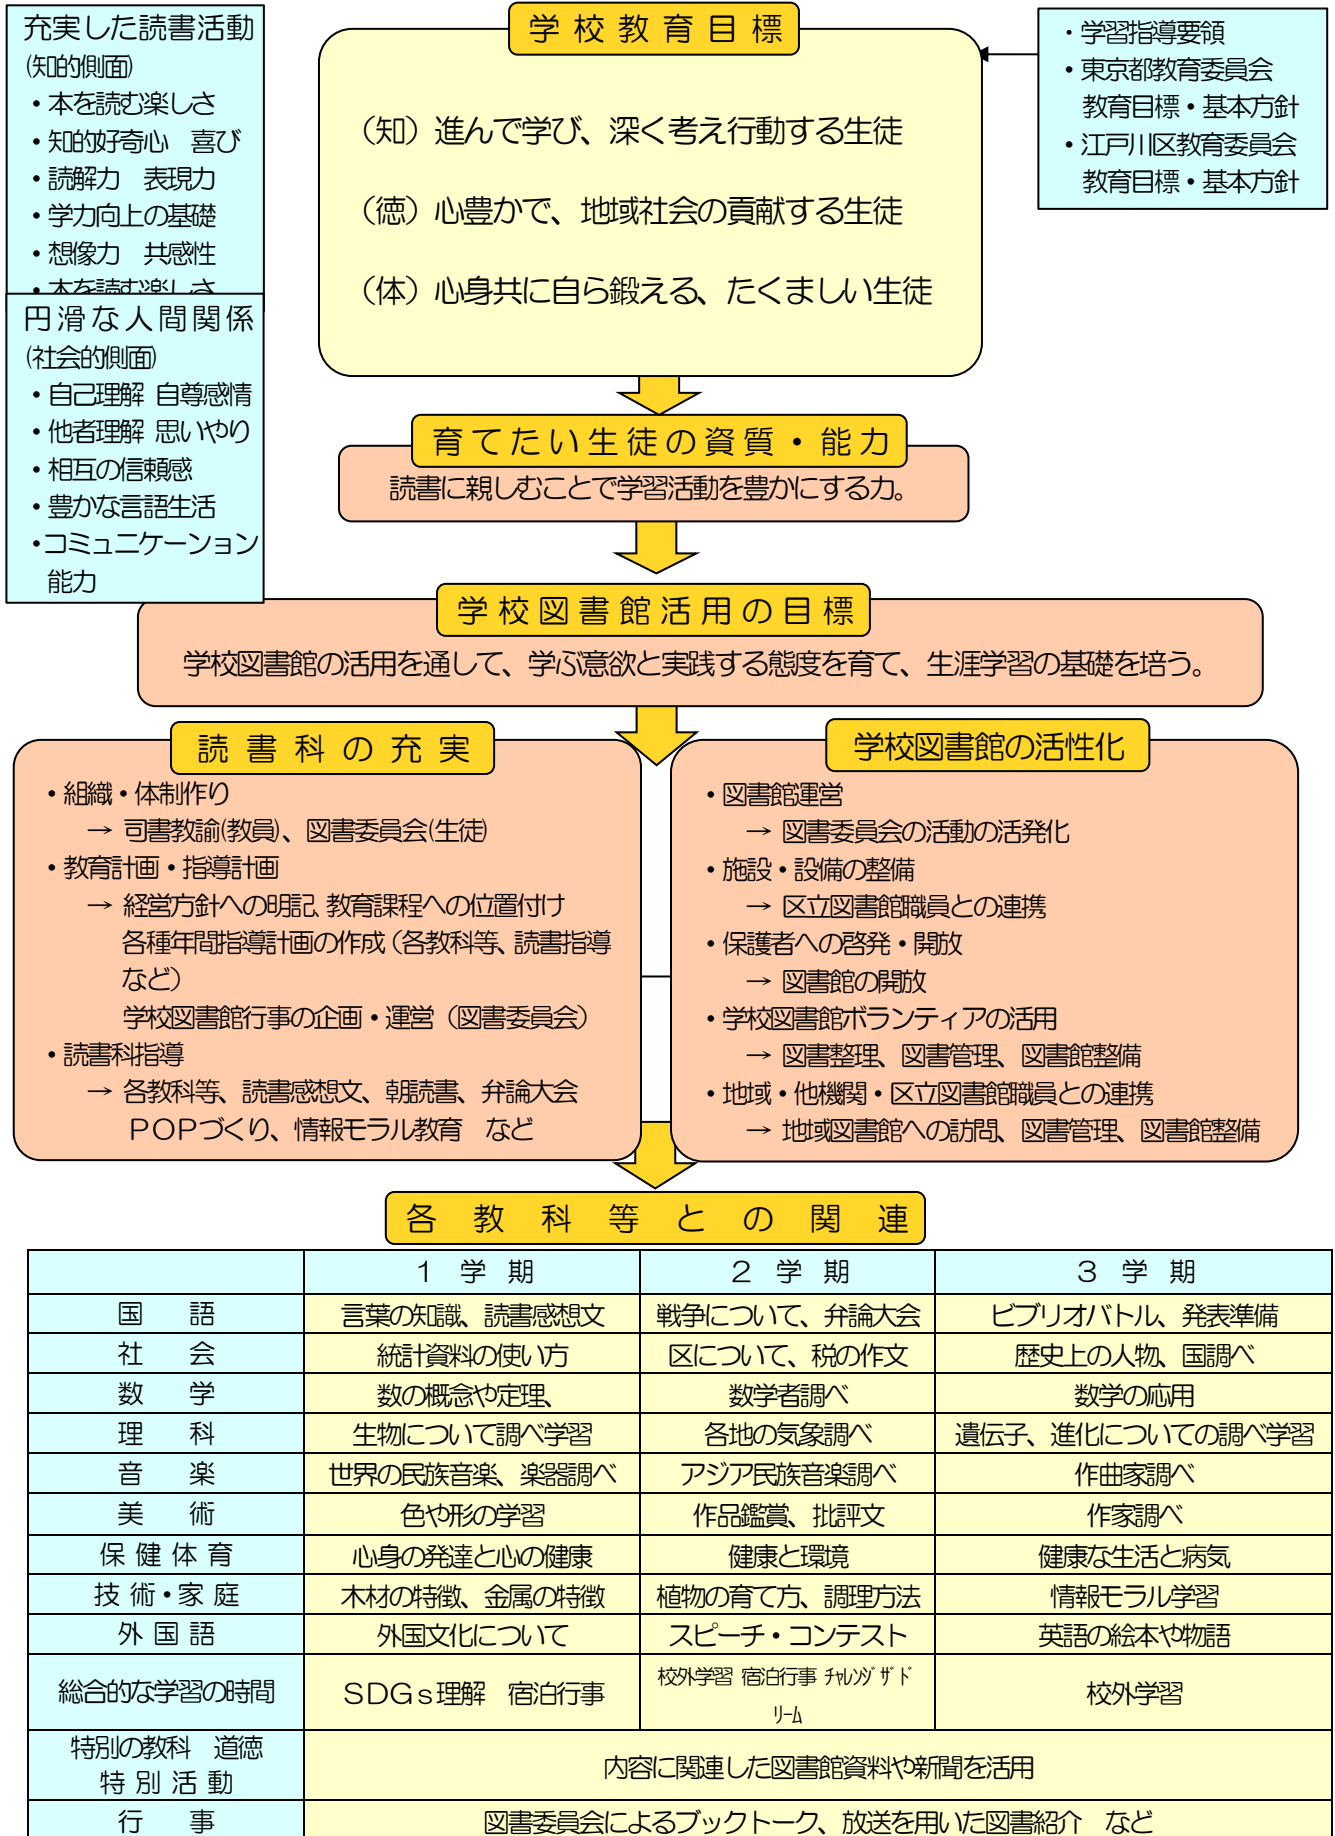 充実した読書活動
(知的側面)
・本を読む楽しさ
・知的好奇心　喜び
・読解力　表現力
・学力向上の基礎
・想像力　共感性
・本を読む楽しさ
円滑な人間関係
(社会的側面)
・自己理解 自尊感情
・他者理解 思いやり
・相互の信頼感
・豊かな言語生活
・コミュニケーション
能力
学校教育目標
（知）進んで学び、深く考え行動する生徒
（徳）心豊かで、地域社会の貢献する生徒
（体）心身共に自ら鍛える、たくましい生徒
・学習指導要領
・東京都教育委員会
教育目標・基本方針
・江戸川区教育委員会
教育目標・基本方針
育てたい生徒の資質・能力
読書に親しむことで学習活動を豊かにする力。
学校図書館活用の目標
学校図書館の活用を通して、学ぶ意欲と実践する態度を育て、生涯学習の基礎を培う。
読書科の充実
・組織・体制作り
→ 司書教諭(教員)、図書委員会(生徒)
・教育計画・指導計画
→ 経営方針への明記、教育課程への位置付け
各種年間指導計画の作成（各教科等、読書指導
など）
学校図書館行事の企画・運営（図書委員会）
・読書科指導
→ 各教科等、読書感想文、朝読書、弁論大会
ＰＯＰづくり、情報モラル教育　など
学校図書館の活性化
・図書館運営
→ 図書委員会の活動の活発化
・施設・設備の整備
→ 区立図書館職員との連携
・保護者への啓発・開放
→ 図書館の開放
・学校図書館ボランティアの活用
→ 図書整理、図書管理、図書館整備
・地域・他機関・区立図書館職員との連携
→ 地域図書館への訪問、図書管理、図書館整備
各教科等との関連
１学期　２学期　３学期
国語　言葉の知識、読書感想文　戦争について、弁論大会　ビブリオバトル、発表準備
社会　統計資料の使い方　区について、税の作文　歴史上の人物、国調べ
数学　数の概念や定理、　数学者調べ　数学の応用
理科　生物について調べ学習　各地の気象調べ　遺伝子、進化についての調べ学習
音楽　世界の民族音楽、楽器調べ　アジア民族音楽調べ　作曲家調べ
美術　色や形の学習　作品鑑賞、批評文　作家調べ
保健体育　心身の発達と心の健康　健康と環境　健康な生活と病気
技術・家庭　木材の特徴、金属の特徴　植物の育て方、調理方法　情報モラル学習
外国語　外国文化について　スピーチ・コンテスト　英語の絵本や物語
総合的な学習の時間　ＳＤＧｓ理解　宿泊行事　校外学習 宿泊行事 ﾁｬﾚﾝｼﾞ ｻﾞ ﾄﾞ
ﾘｰﾑ　校外学習
特別の教科　道徳
特別活動　内容に関連した図書館資料や新聞を活用
行事　図書委員会によるブックトーク、放送を用いた図書紹介　など